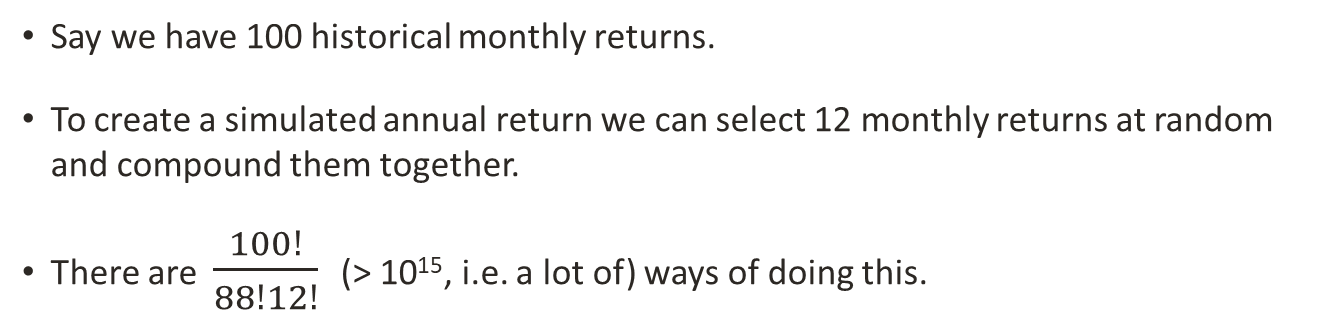 • Say we have 100 historical monthly returns.
• To create a simulated annual return we can select 12 monthly returns at random
and compound them together.
• There are 100!/88!12! (> 10¹⁵, i.e. a lot of) ways of doing this.